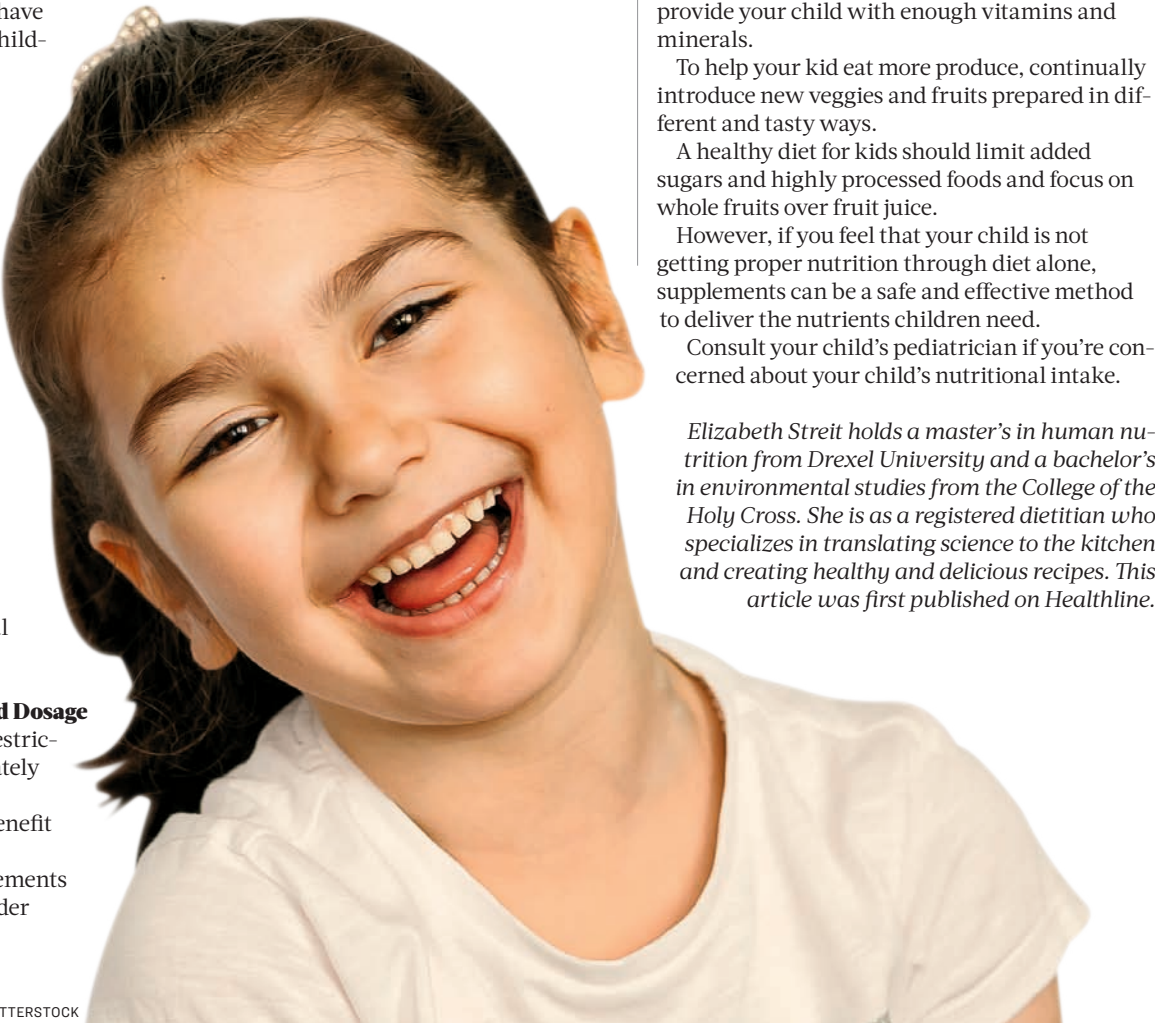 have
hild-
l
d Dosage
estric-
tely
enefit
ements
der
TTERSTOCK
provide your child with enough vitamins and
minerals.
To help your kid eat more produce, continually
introduce new veggies and fruits prepared in dif-
ferent and tasty ways.
A healthy diet for kids should limit added
sugars and highly processed foods and focus on
whole fruits over fruit juice.
However, if you feel that your child is not
getting proper nutrition through diet alone,
supplements can be a safe and effective method
to deliver the nutrients children need.
Consult your child’s pediatrician if you’re con-
cerned about your child’s nutritional intake.
Elizabeth Streit holds a master’s in human nu-
trition from Drexel University and a bachelor’s
in environmental studies from the College of the
Holy Cross. She is as a registered dietitian who
specializes in translating science to the kitchen
and creating healthy and delicious recipes. This
article was first published on Healthline.